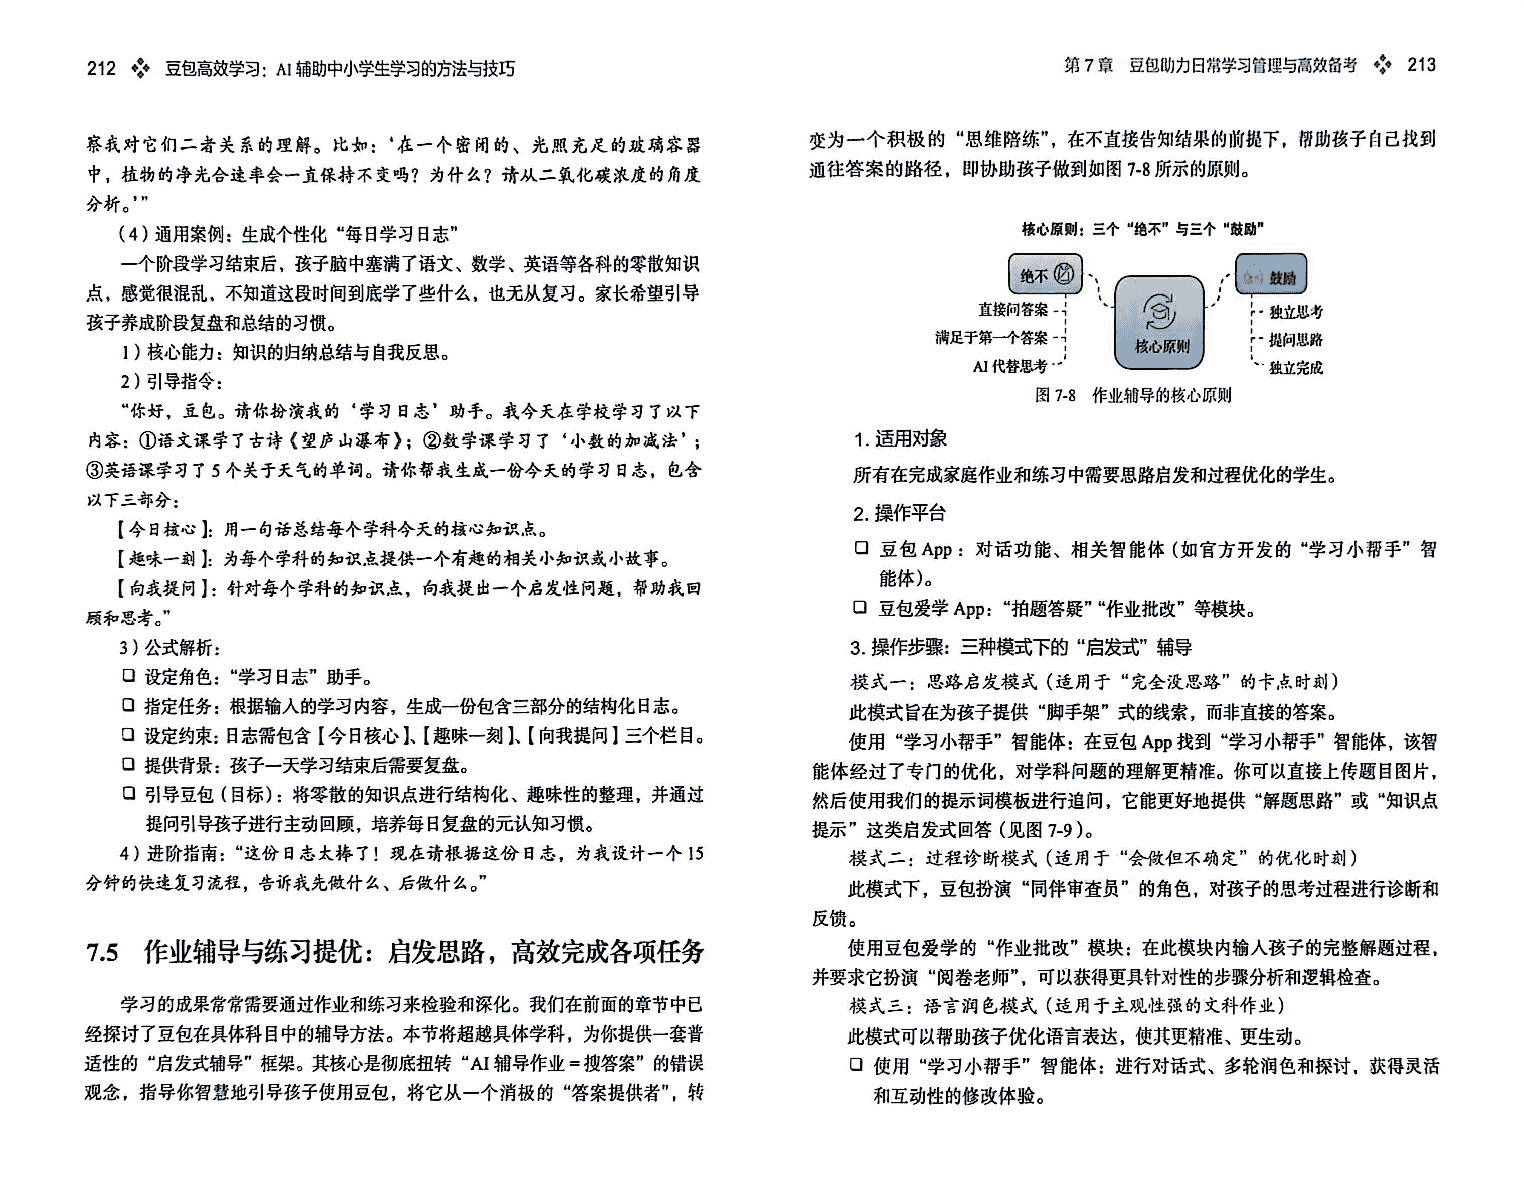 212 豆包高效学习：AI 辅助中小学生学习的方法与技巧
察我对它们二者关系的理解。比如：‘在一个密闭的、光照充足的玻璃容器
中，植物的净光合速率会一直保持不变吗？为什么？请从二氧化碳浓度的角度
分析。’”
（4）通用案例：生成个性化“每日学习日志”
一个阶段学习结束后，孩子脑中塞满了语文、数学、英语等各科的零散知识
点，感觉很混乱，不知道这段时间到底学了些什么，也无从复习。家长希望引导
孩子养成阶段复盘和总结的习惯。
1）核心能力：知识的归纳总结与自我反思。
2）引导指令：
“你好，豆包。请你扮演我的‘学习日志’助手。我今天在学校学习了以下
内容：①语文课学了古诗《望庐山瀑布》；②数学课学习了‘小数的加减法’；
③英语课学习了 5 个关于天气的单词。请你帮我生成一份今天的学习日志，包含
以下三部分：
【今日核心】：用一句话总结每个学科今天的核心知识点。
【趣味一刻】：为每个学科的知识点提供一个有趣的相关小知识或小故事。
【向我提问】：针对每个学科的知识点，向我提出一个启发性问题，帮助我回
顾和思考。”
3）公式解析：
❏ 设定角色：“学习日志”助手。
❏ 指定任务：根据输入的学习内容，生成一份包含三部分的结构化日志。
❏ 设定约束：日志需包含【今日核心】、【趣味一刻】、【向我提问】三个栏目。
❏ 提供背景：孩子一天学习结束后需要复盘。
❏ 引导豆包（目标）：将零散的知识点进行结构化、趣味性的整理，并通过
提问引导孩子进行主动回顾，培养每日复盘的元认知习惯。
4）进阶指南：“这份日志太棒了！现在请根据这份日志，为我设计一个 15
分钟的快速复习流程，告诉我先做什么、后做什么。”
7.5 作业辅导与练习提优：启发思路，高效完成各项任务
学习的成果常常需要通过作业和练习来检验和深化。我们在前面的章节中已
经探讨了豆包在具体科目中的辅导方法。本节将超越具体学科，为你提供一套普
适性的“启发式辅导”框架。其核心是彻底扭转“AI 辅导作业 = 搜答案”的错误
观念，指导你智慧地引导孩子使用豆包，将它从一个消极的“答案提供者”，转
第 7 章 豆包助力日常学习管理与高效备考 213
变为一个积极的“思维陪练”，在不直接告知结果的前提下，帮助孩子自己找到
通往答案的路径，即协助孩子做到如图 7-8 所示的原则。
核心原则：三个“绝不”与三个“鼓励”
绝不
直接问答案
满足于第一个答案
AI 代替思考
核心原则
鼓励
独立思考
提问思路
独立完成
图 7-8 作业辅导的核心原则
1. 适用对象
所有在完成家庭作业和练习中需要思路启发和过程优化的学生。
2. 操作平台
❏ 豆包 App：对话功能、相关智能体（如官方开发的“学习小帮手”智
能体）。
❏ 豆包爱学 App：“拍题答疑”“作业批改”等模块。
3. 操作步骤：三种模式下的“启发式”辅导
模式一：思路启发模式（适用于“完全没思路”的卡点时刻）
此模式旨在为孩子提供“脚手架”式的线索，而非直接的答案。
使用“学习小帮手”智能体：在豆包 App 找到“学习小帮手”智能体，该智
能体经过了专门的优化，对学科问题的理解更精准。你可以直接上传题目图片，
然后使用我们的提示词模板进行追问，它能更好地提供“解题思路”或“知识点
提示”这类启发式回答（见图 7-9）。
模式二：过程诊断模式（适用于“会做但不确定”的优化时刻）
此模式下，豆包扮演“同伴审查员”的角色，对孩子的思考过程进行诊断和
反馈。
使用豆包爱学的“作业批改”模块：在此模块内输入孩子的完整解题过程，
并要求它扮演“阅卷老师”，可以获得更具针对性的步骤分析和逻辑检查。
模式三：语言润色模式（适用于主观性强的文科作业）
此模式可以帮助孩子优化语言表达，使其更精准、更生动。
❏ 使用“学习小帮手”智能体：进行对话式、多轮润色和探讨，获得灵活
和互动性的修改体验。